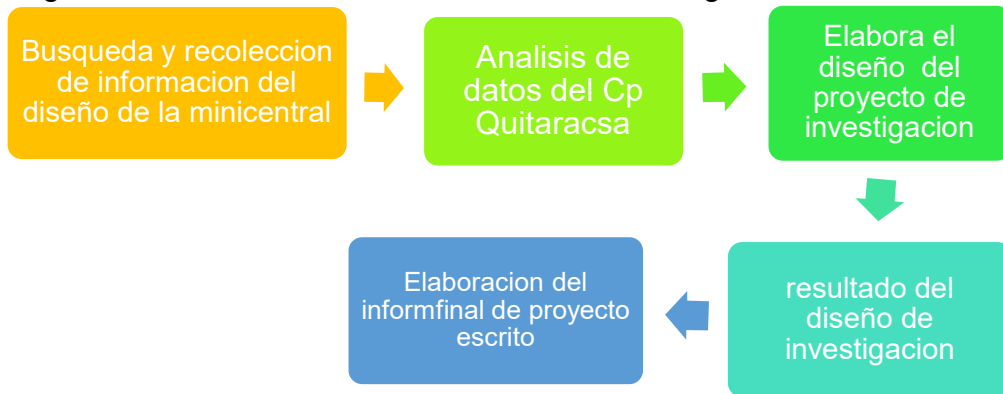 Busqueda y recoleccion
de informacion del
diseño de la minicentral
Analisis de
datos del Cp
Quitaracsa
Elabora el
diseño del
proyecto de
investigacion
resultado del
diseño de
investigacion
Elaboracion del
informfinal de proyecto
escrito